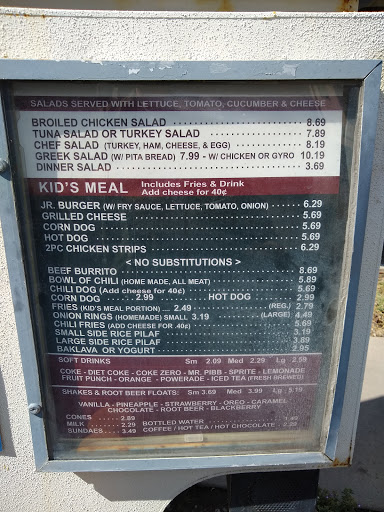 SALADS SERVED WITH LETTUCE, TOMATO, CUCUMBER & CHEESE
BROILED CHICKEN SALAD 8.69
TUNA SALAD OR TURKEY SALAD 7.89
CHEF SALAD (TURKEY, HAM, CHEESE, & EGG) 8.19
GREEK SALAD (W/ PITA BREAD) 7.99 - W/ CHICKEN OR GYRO 10.19
DINNER SALAD 3.69
KID'S MEAL Includes Fries & Drink
Add cheese for 40¢
JR. BURGER (W/ FRY SAUCE, LETTUCE, TOMATO, ONION) 6.29
GRILLED CHEESE 5.69
CORN DOG 5.69
HOT DOG 5.69
2PC CHICKEN STRIPS 6.29
< NO SUBSTITUTIONS >
BEEF BURRITO 8.69
BOWL OF CHILI (HOME MADE, ALL MEAT) 5.89
CHILI DOG (Add cheese for 40¢) 5.69
CORN DOG 2.99 HOT DOG 2.99
FRIES (KID'S MEAL PORTION) 2.49 (REG.) 2.79
ONION RINGS (HOMEMADE) SMALL 3.19 (LARGE) 4.49
CHILI FRIES (ADD CHEESE FOR .40¢) 5.69
SMALL SIDE RICE PILAF 3.19
LARGE SIDE RICE PILAF 3.89
BAKLAVA OR YOGURT 2.95
SOFT DRINKS Sm 2.09 Med 2.29 Lg 2.59
COKE - DIET COKE - COKE ZERO - MR. PIBB - SPRITE - LEMONADE
FRUIT PUNCH - ORANGE - POWERADE - ICED TEA (FRESH BREWED)
SHAKES & ROOT BEER FLOATS: Sm 3.69 Med 3.99 Lg 5.19
VANILLA - PINEAPPLE - STRAWBERRY - OREO - CARAMEL
CHOCOLATE - ROOT BEER - BLACKBERRY
CONES 2.89
MILK 2.29 BOTTLED WATER
SUNDAES 3.49 COFFEE / HOT TEA / HOT CHOCOLATE